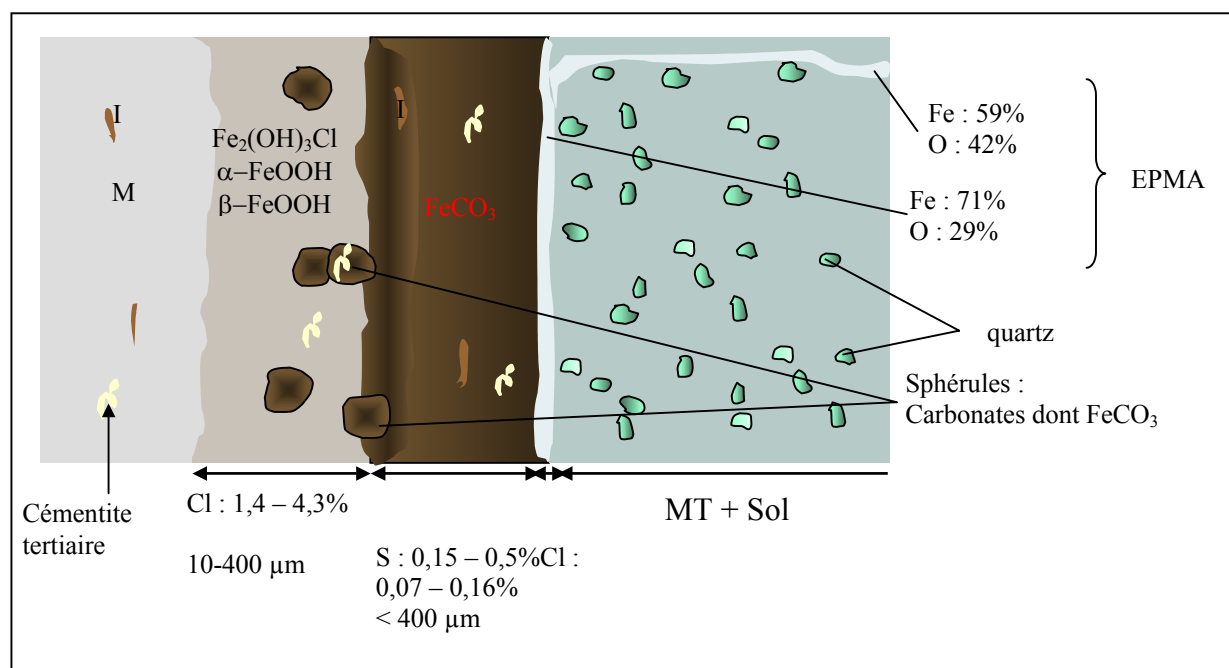 I
M
Fe2(OH)3Cl
α–FeOOH
β–FeOOH
I
FeCO3
Fe : 59%
O : 42%
Fe : 71%
O : 29%
EPMA
quartz
Sphérules :
Carbonates dont FeCO3
Cémentite
tertiaire
Cl : 1,4 – 4,3%
10-400 µm
S : 0,15 – 0,5%Cl :
0,07 – 0,16%
< 400 µm
MT + Sol